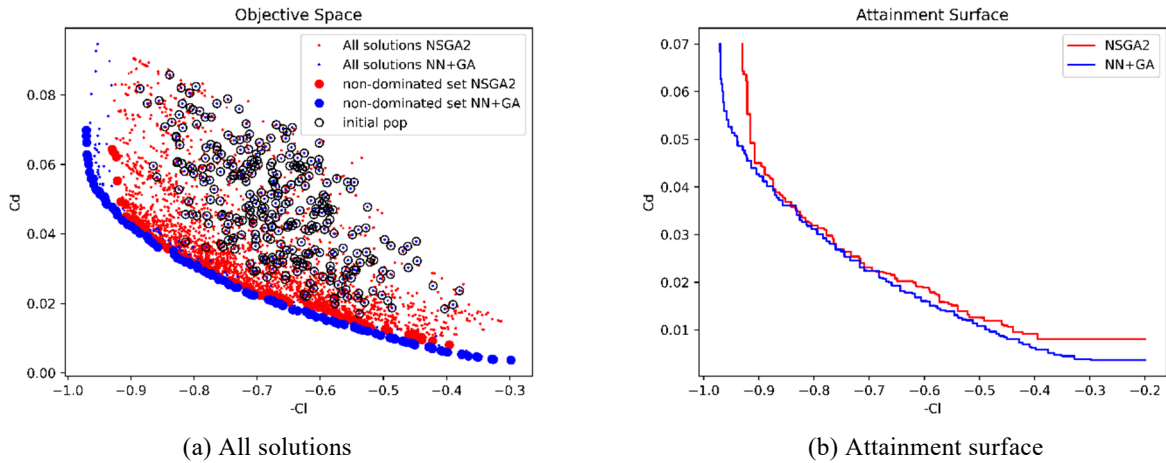 Objective Space
Cd
0.08
0.06
0.04
0.02
0.00
All solutions NSGA2
All solutions NN+GA
non-dominated set NSGA2
non-dominated set NN+GA
initial pop
−1.0 −0.9 −0.8 −0.7 −0.6 −0.5 −0.4 −0.3
-Cl
(a) All solutions
Attainment Surface
Cd
0.07
0.06
0.05
0.04
0.03
0.02
0.01
NSGA2
NN+GA
−1.0 −0.9 −0.8 −0.7 −0.6 −0.5 −0.4 −0.3 −0.2
-Cl
(b) Attainment surface